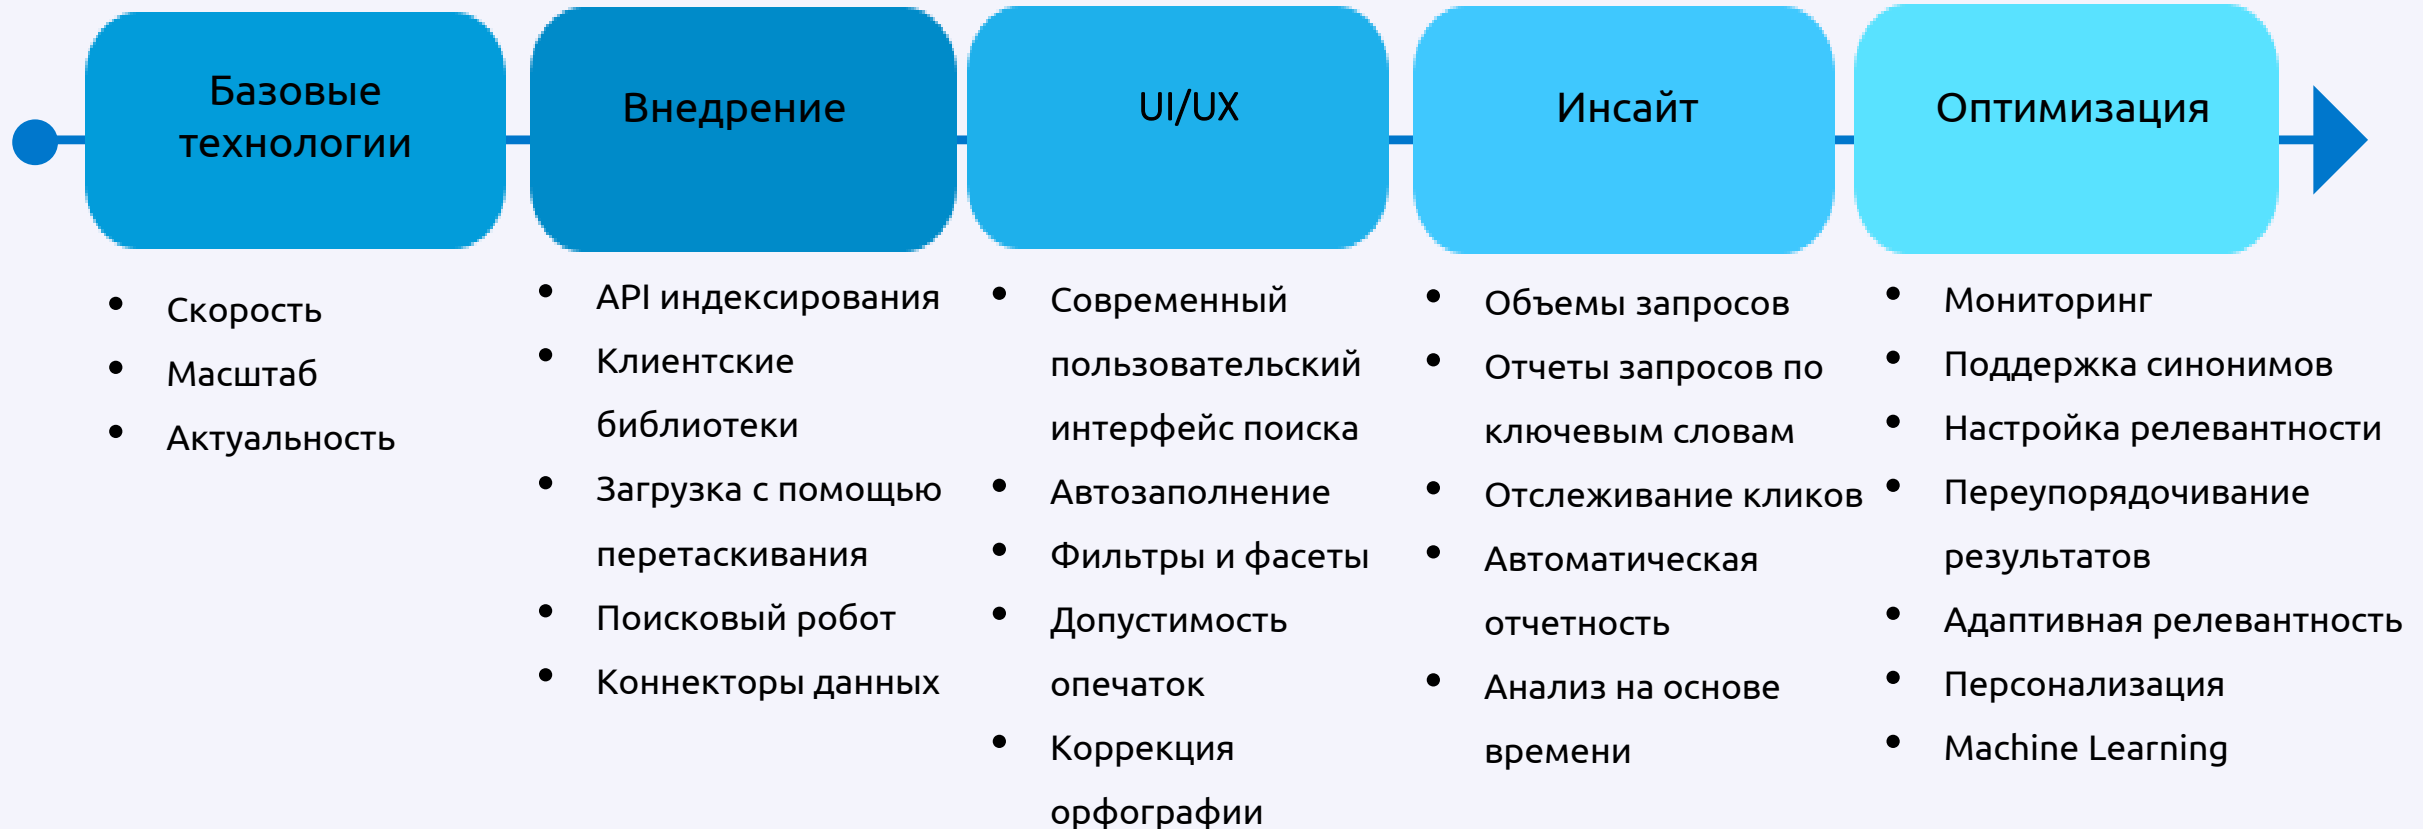 Базовые
технологии
Внедрение
UI/UX
Инсайт
Оптимизация
• Скорость
• Масштаб
• Актуальность
• API индексирования
• Клиентские
библиотеки
• Загрузка с помощью
перетаскивания
• Поисковый робот
• Коннекторы данных
• Современный
пользовательский
интерфейс поиска
• Автозаполнение
• Фильтры и фасеты
• Допустимость
опечаток
• Коррекция
орфографии
• Объемы запросов
• Отчеты запросов по
ключевым словам
• Отслеживание кликов
• Автоматическая
отчетность
• Анализ на основе
времени
• Мониторинг
• Поддержка синонимов
• Настройка релевантности
• Переупорядочивание
результатов
• Адаптивная релевантность
• Персонализация
• Machine Learning